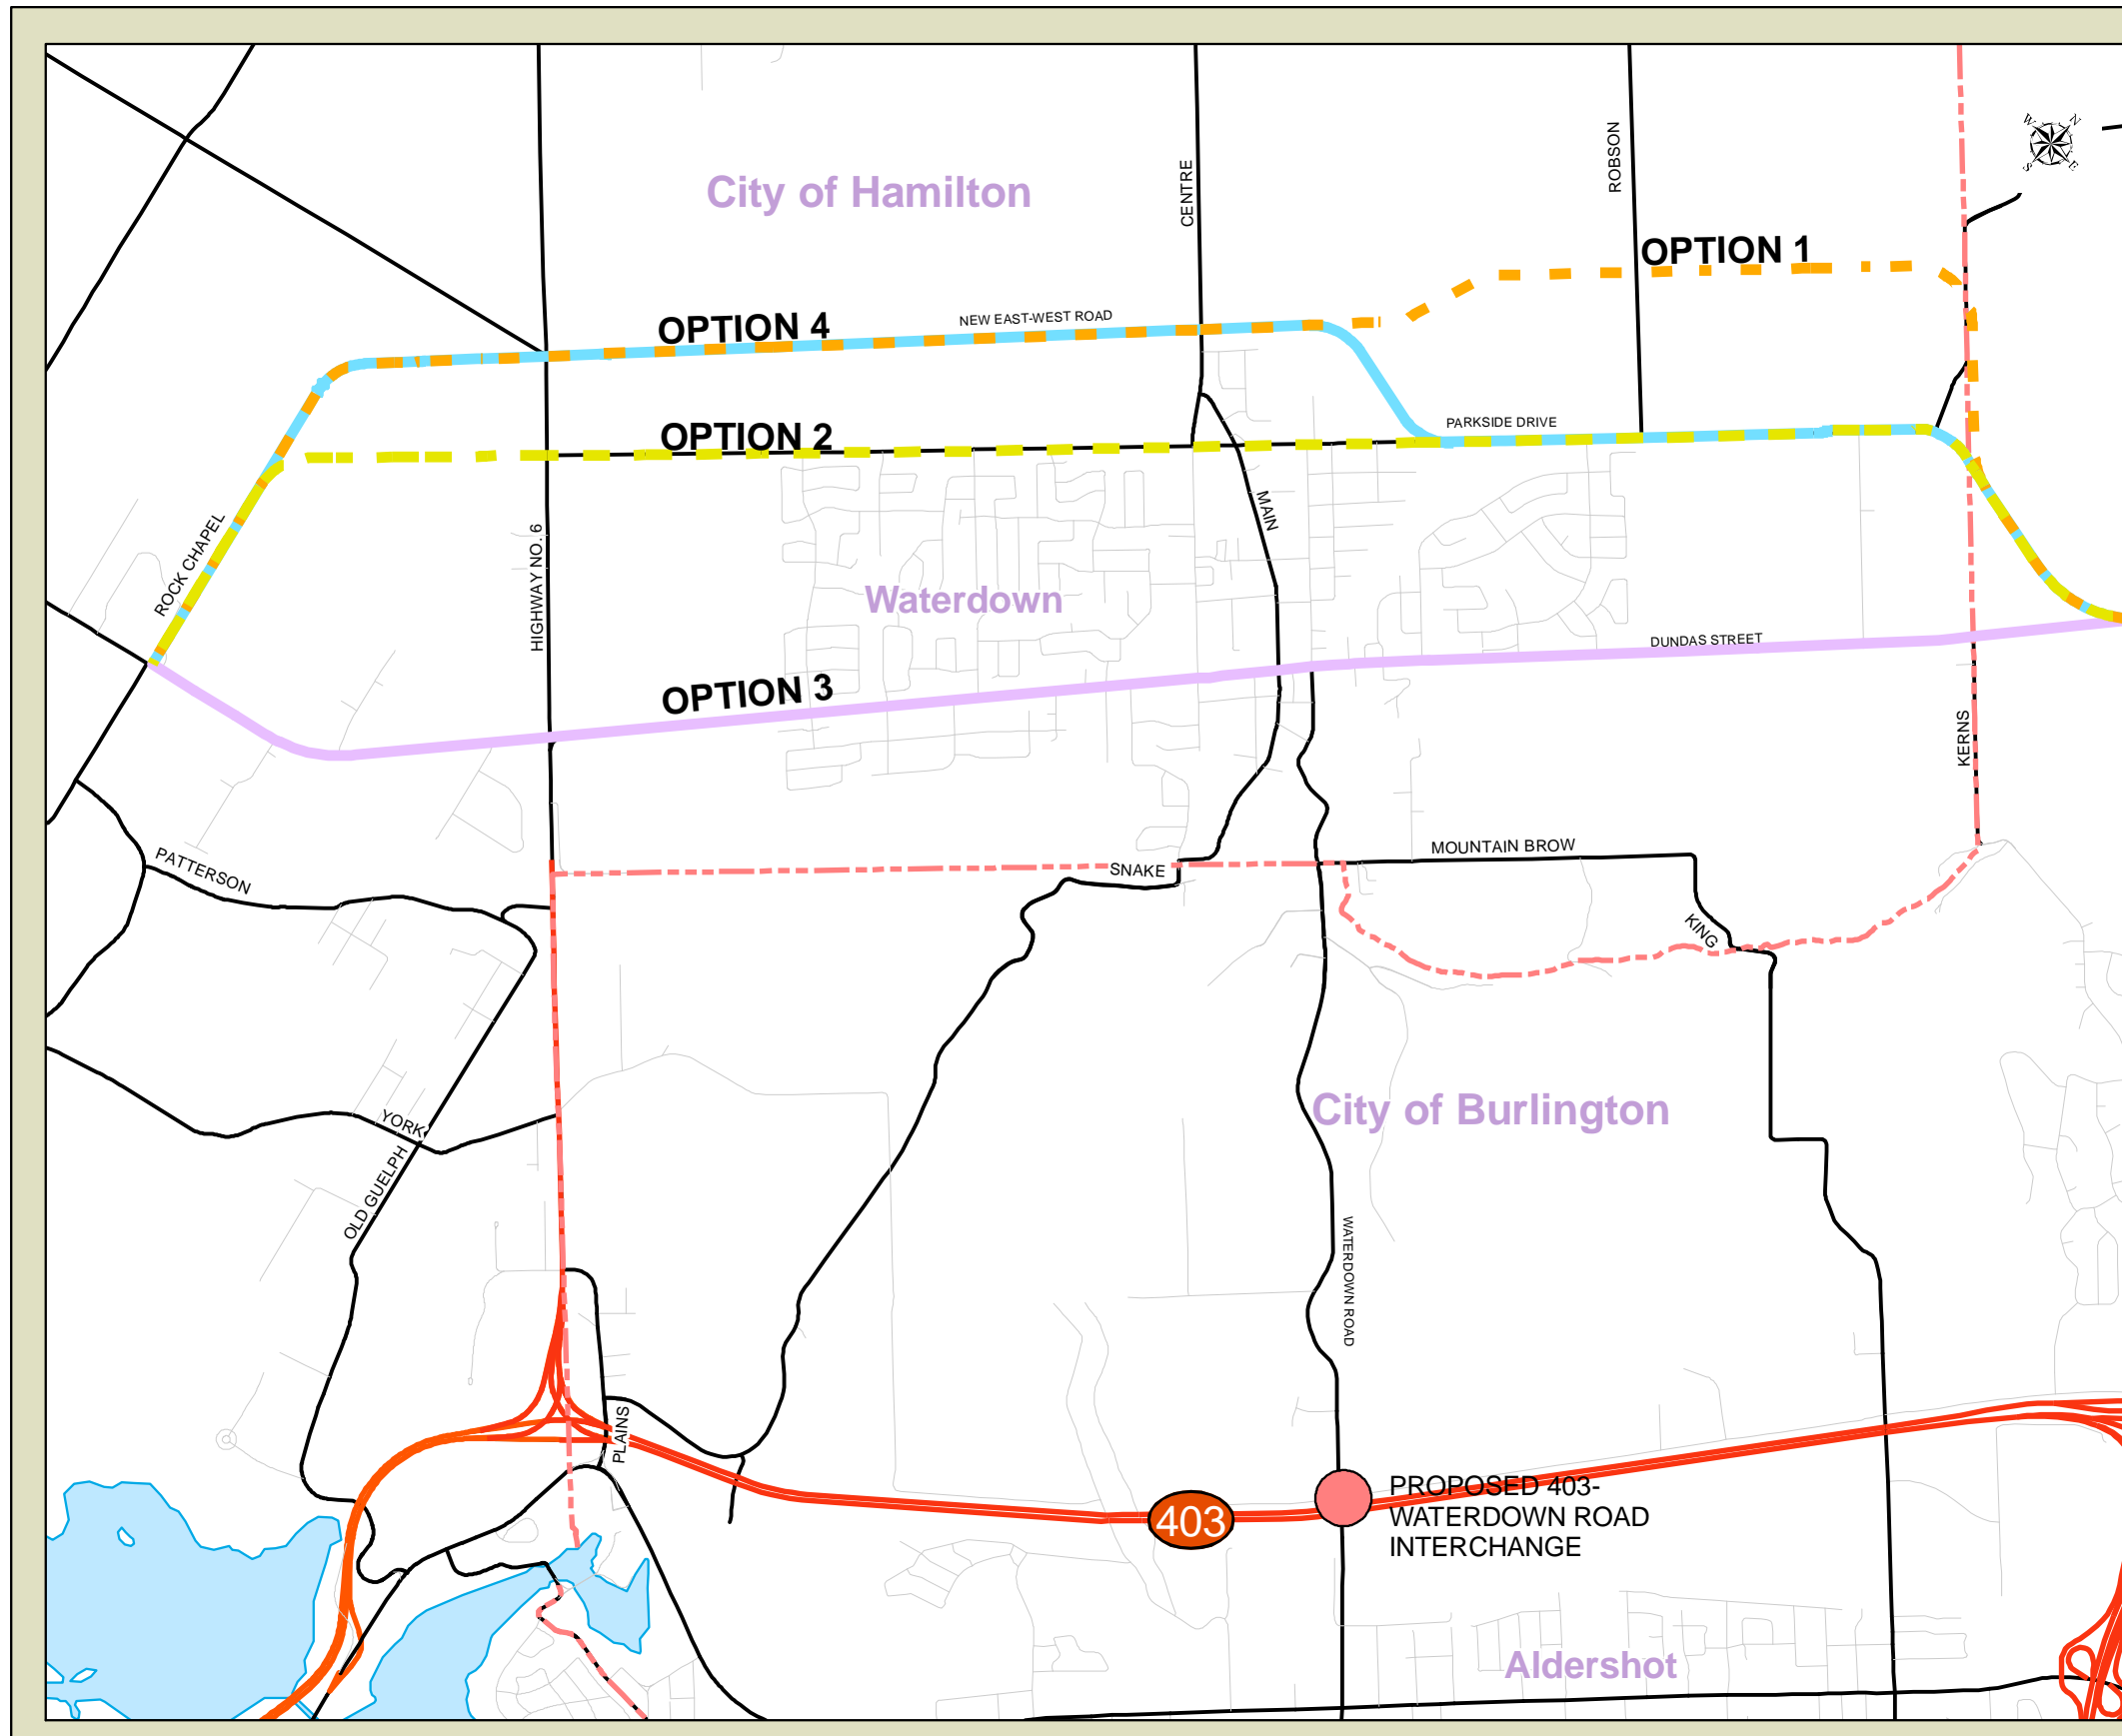 W
N
S
E
ROBSON
CENTRE
City of Hamilton
OPTION 1
OPTION 4
NEW EAST-WEST ROAD
OPTION 2
PARKSIDE DRIVE
MAIN
ROCK CHAPEL
HIGHWAY NO. 6
Waterdown
DUNDAS STREET
OPTION 3
KERNS
MOUNTAIN BROW
PATTERSON
SNAKE
KING
City of Burlington
YORK
OLD GUELPH
WATERDOWN ROAD
PLAINS
PROPOSED 403-
WATERDOWN ROAD
INTERCHANGE
403
Aldershot